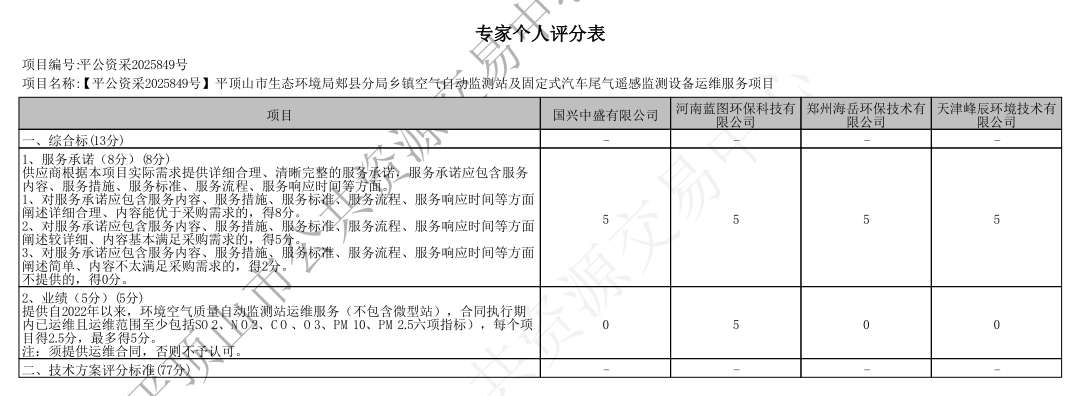 专家个人评分表
项目编号:平公资采2025849号
项目名称:【平公资采2025849号】平顶山市生态环境局郏县分局乡镇空气自动监测站及固定式汽车尾气遥感监测设备运维服务项目
项目 国兴中盛有限公司 河南蓝图环保科技有限公司 郑州海岳环保技术有限公司 天津峰辰环境技术有限公司
一、综合标(13分) - - - -
1、服务承诺（8分）(8分)
供应商根据本项目实际需求提供详细合理、清晰完整的服务承诺，服务承诺应包含服务
内容、服务措施、服务标准、服务流程、服务响应时间等方面。
1、对服务承诺应包含服务内容、服务措施、服务标准、服务流程、服务响应时间等方面
阐述详细合理、内容能优于采购需求的，得8分。
2、对服务承诺应包含服务内容、服务措施、服务标准、服务流程、服务响应时间等方面
阐述较详细、内容基本满足采购需求的，得5分。
3、对服务承诺应包含服务内容、服务措施、服务标准、服务流程、服务响应时间等方面
阐述简单、内容不太满足采购需求的，得2分。
不提供的，得0分。
5 5 5 5
2、业绩（5分）(5分)
提供自2022年以来，环境空气质量自动监测站运维服务（不包含微型站），合同执行期
内已运维且运维范围至少包括SO2、NO2、CO、O3、PM10、PM2.5六项指标），每个项
目得2.5分，最多得5分。
注：须提供运维合同，否则不予认可。
0 5 0 0
二、技术方案评分标准(77分) - - - -
平顶山市公共资源交易中心
共资源交易中心